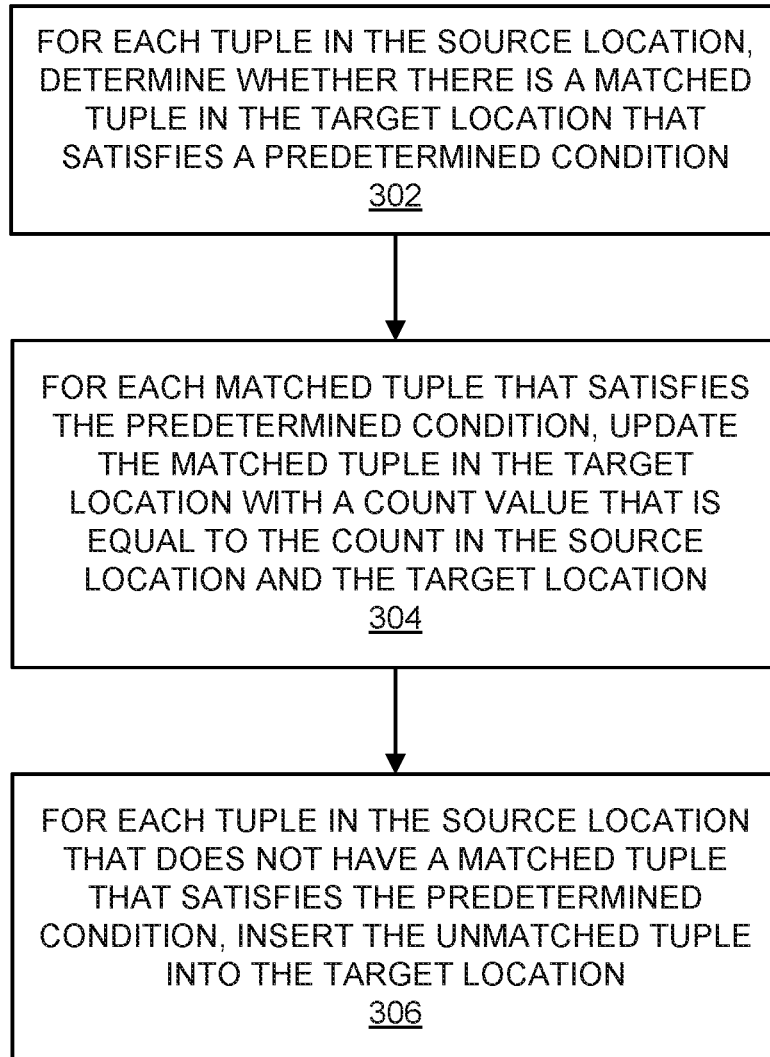 FOR EACH TUPLE IN THE SOURCE LOCATION,
DETERMINE WHETHER THERE IS A MATCHED
TUPLE IN THE TARGET LOCATION THAT
SATISFIES A PREDETERMINED CONDITION
302
FOR EACH MATCHED TUPLE THAT SATISFIES
THE PREDETERMINED CONDITION, UPDATE
THE MATCHED TUPLE IN THE TARGET
LOCATION WITH A COUNT VALUE THAT IS
EQUAL TO THE COUNT IN THE SOURCE
LOCATION AND THE TARGET LOCATION
304
FOR EACH TUPLE IN THE SOURCE LOCATION
THAT DOES NOT HAVE A MATCHED TUPLE
THAT SATISFIES THE PREDETERMINED
CONDITION, INSERT THE UNMATCHED TUPLE
INTO THE TARGET LOCATION
306